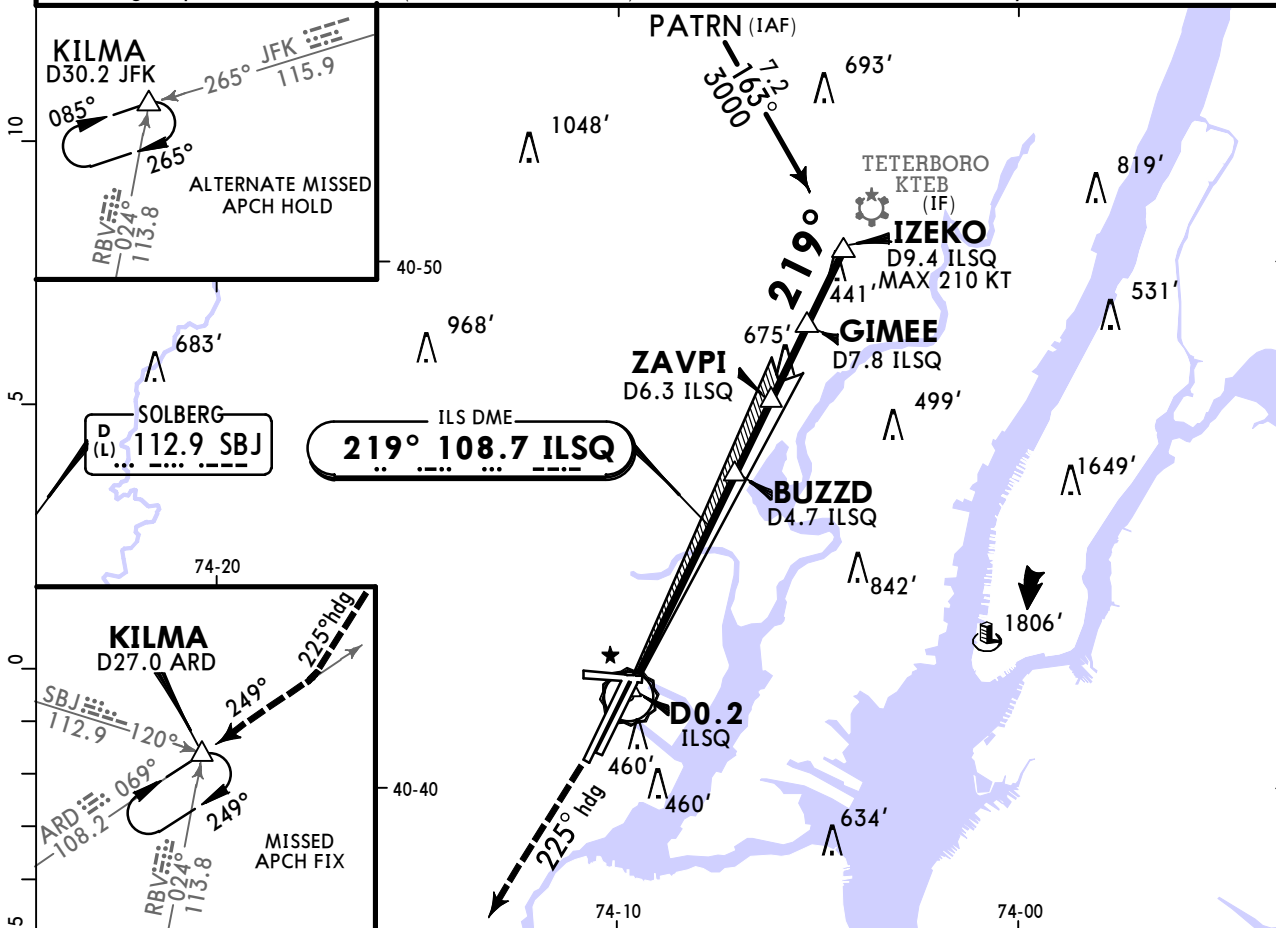 KILMA
D30.2 JFK
JFK
115.9
265°
085°
265°
RBV
024°
113.8
ALTERNATE MISSED
APCH HOLD
PATRN (IAF)
7.2
163°
3000
693'
1048'
TETERBORO
KTEB
(IF)
819'
10
219°
IZEKO
D9.4 ILSQ
MAX 210 KT
40-50
441'
531'
GIMEE
D7.8 ILSQ
968'
683'
675'
ZAVPI
D6.3 ILSQ
5
499'
SOLBERG
D
(L)
112.9 SBJ
ILS DME
219° 108.7 ILSQ
1649'
BUZZD
D4.7 ILSQ
74-20
842'
1806'
KILMA
D27.0 ARD
225° hdg
249°
0
SBJ
112.9
120°
D0.2
ILSQ
ARD
108.2
069°
249°
460'
460'
40-40
634'
225° hdg
MISSED
APCH FIX
RBV
024°
113.8
5
74-10
74-00